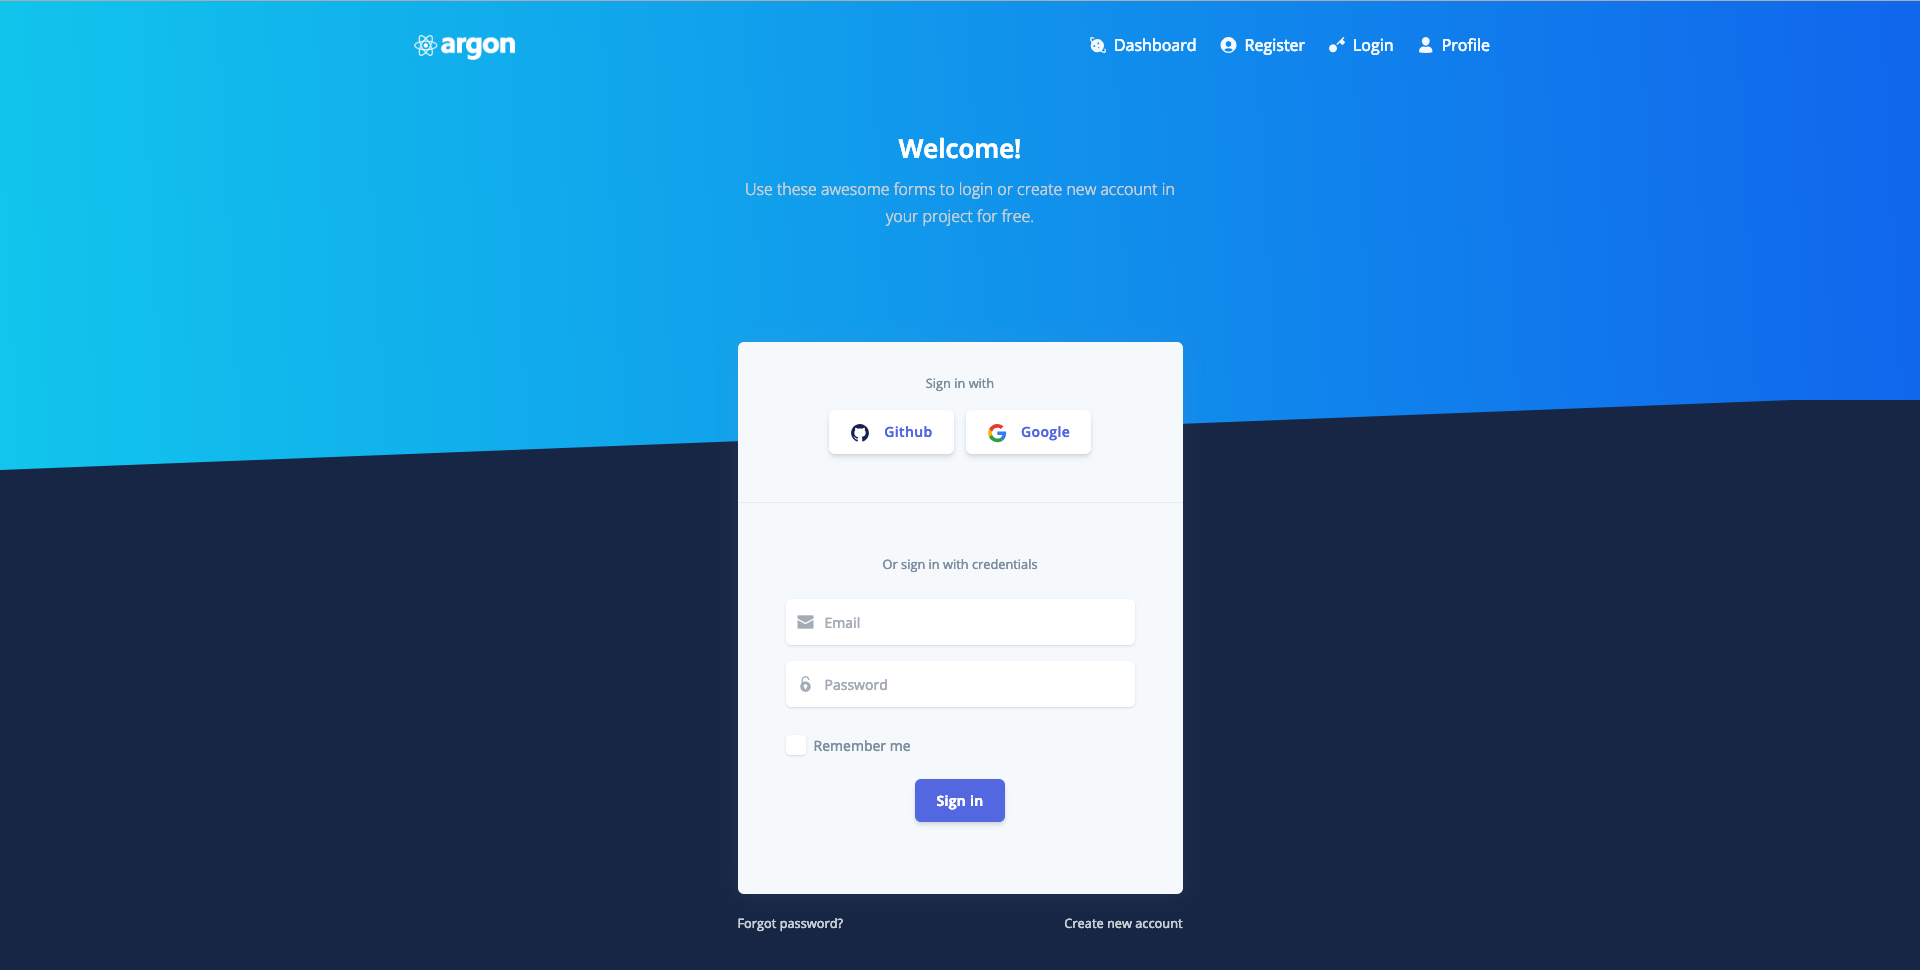 argon
Dashboard Register Login Profile
Welcome!
Use these awesome forms to login or create new account in
your project for free.
Sign in with
Github Google
Or sign in with credentials
Email
Password
Remember me
Sign in
Forgot password? Create new account